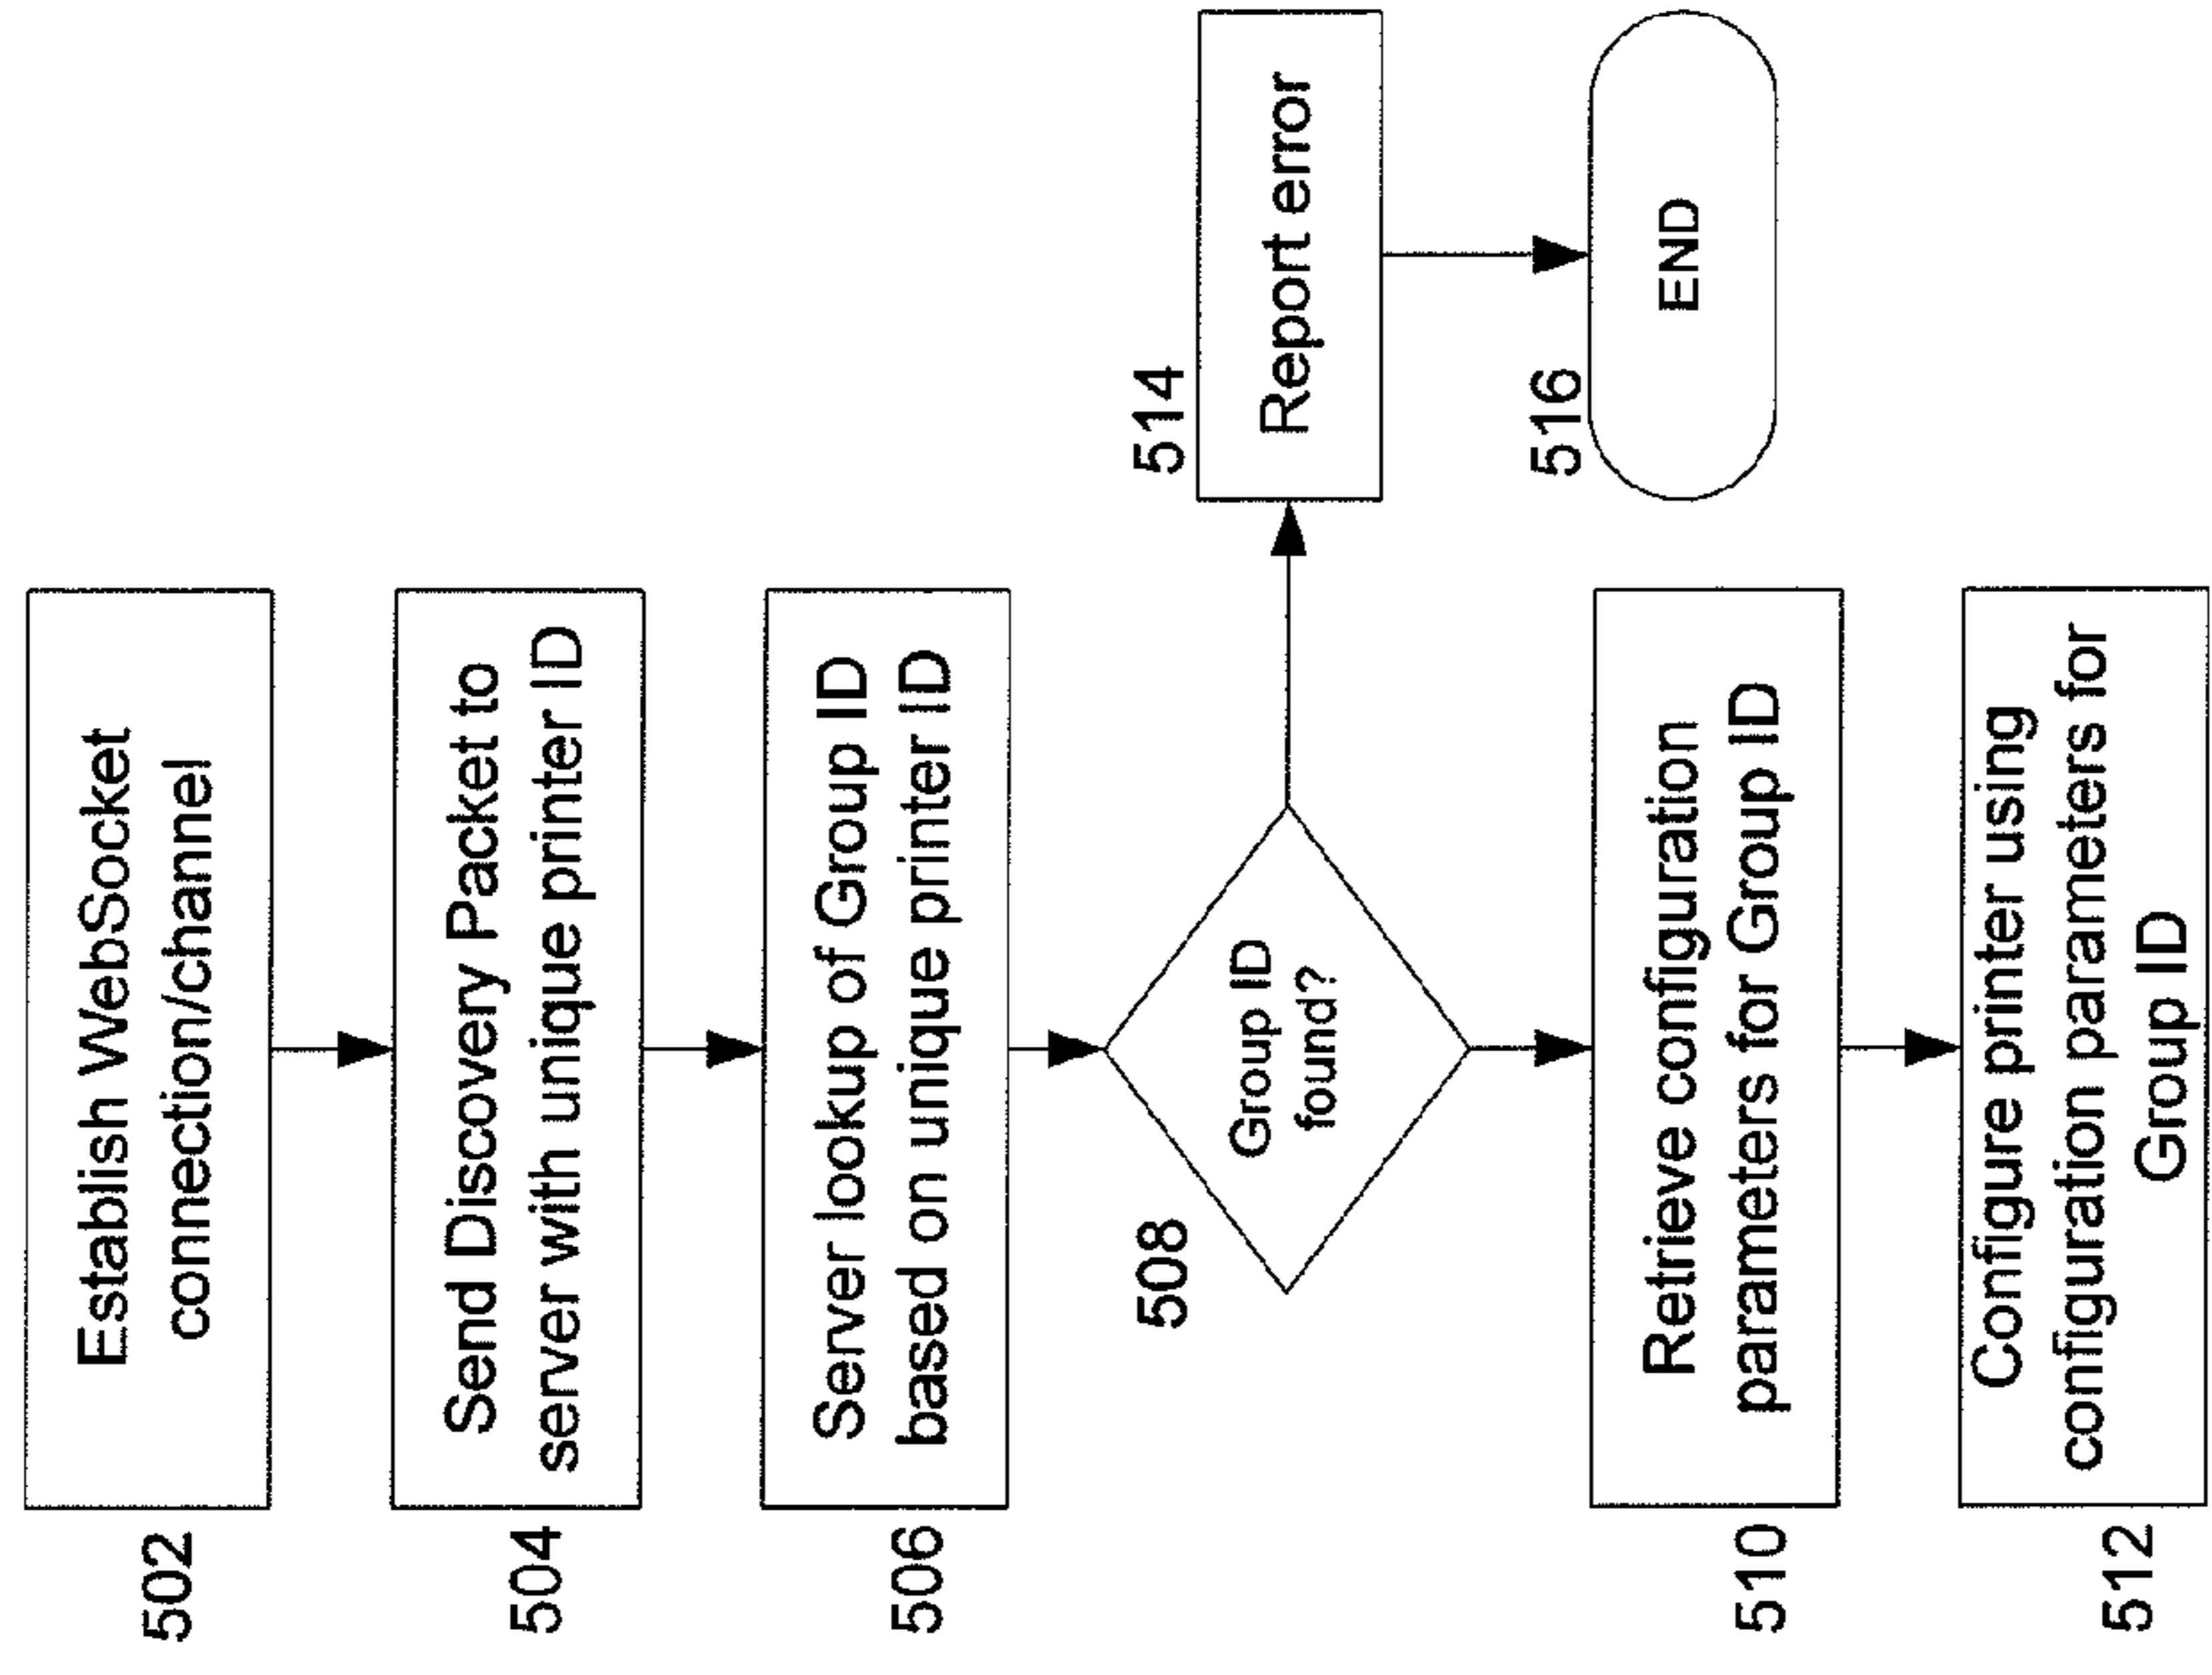 502
Establish WebSocket
connection/channel
504
Send Discovery Packet to
server with unique printer ID
506
Server lookup of Group ID
based on unique printer ID
508
Group ID
found?
514
Report error
516
END
510
Retrieve configuration
parameters for Group ID
512
Configure printer using
configuration parameters for
Group ID